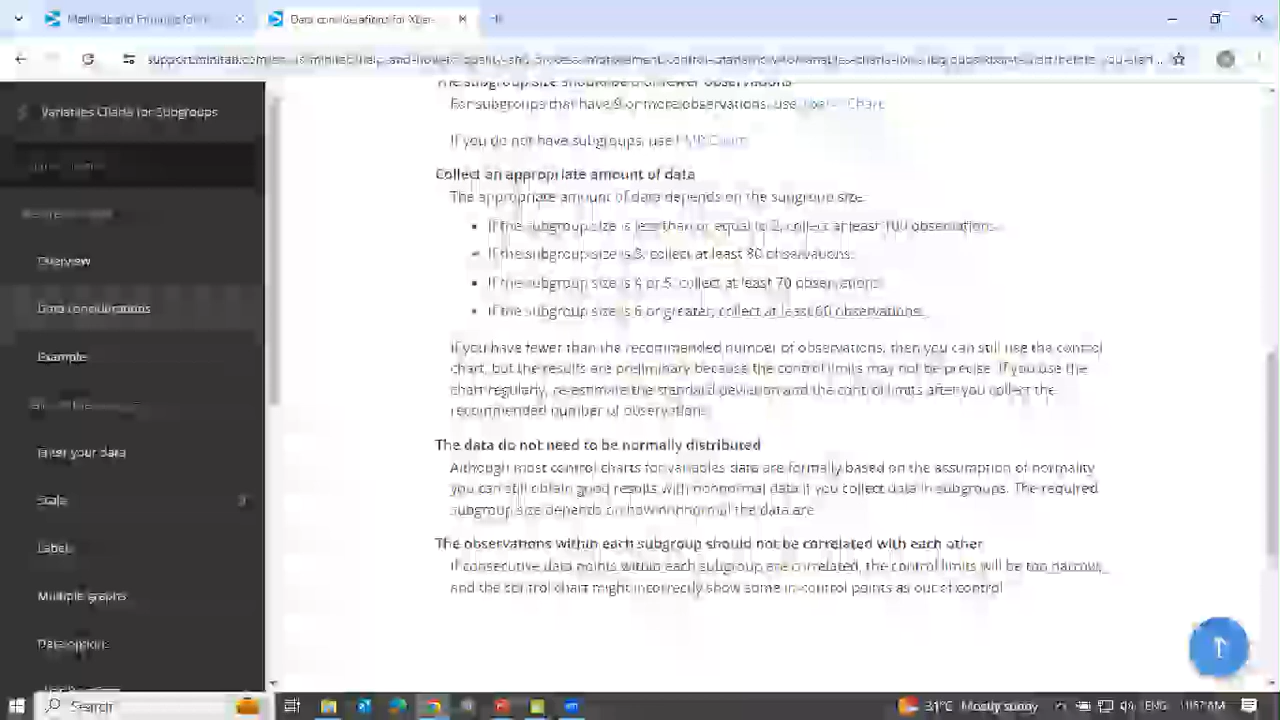 Data considerations for Xbar-
Variables Charts for Subgroups
Overview
Data considerations
Example
Enter your data
Scale
Labels
Multiple graphs
Data options
The subgroup size should be or fewer observations
For subgroups that have 9 or more observations, use Chart
If you do not have subgroups, use I-MR Chart
Collect an appropriate amount of data
The appropriate amount of data depends on the subgroup size.
If the subgroup size is less than or equal to 2, collect at least 100 observations.
If the subgroup size is 3, collect at least 80 observations.
If the subgroup size is 4 or 5, collect at least 70 observations.
If the subgroup size is 6 or greater, collect at least 60 observations.
If you have fewer than the recommended number of observations, then you can still use the control
chart, but the results are preliminary because the control limits may not be precise. If you use the
chart regularly, re-estimate the standard deviation and the control limits after you collect the
recommended number of observations.
The data do not need to be normally distributed
Although most control charts for variables data are formally based on the assumption of normality
you can still obtain good results with nonnormal data if you collect data in subgroups. The required
subgroup size depends on how nonnormal the data are
The observations within each subgroup should not be correlated with each other
If consecutive data points within each subgroup are correlated, the control limits will be too narrow,
and the control chart might incorrectly show some in-control points as out of control
Search
31°C Mostly sunny
ENG
11:57 AM